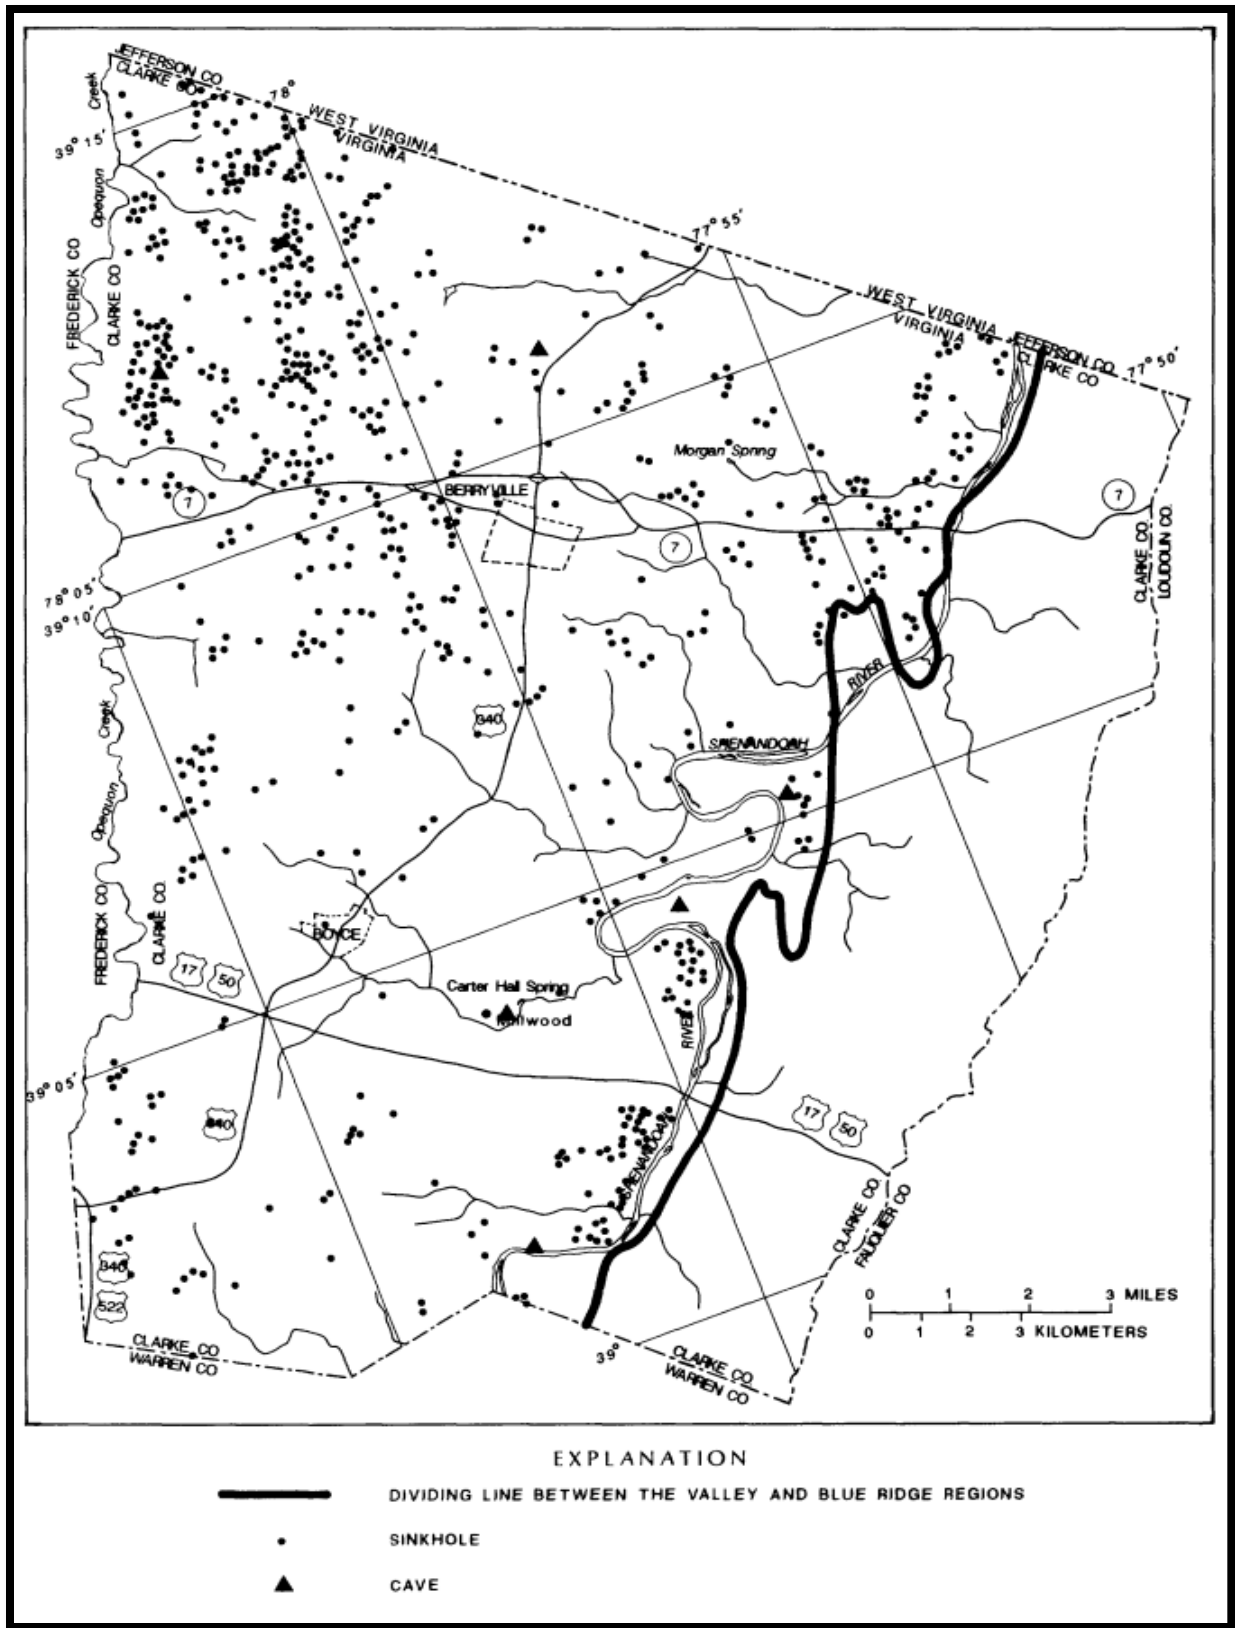 JEFFERSON CO
CLARKE CO
78°
WEST VIRGINIA
VIRGINIA
Creek
39° 15'
Opequon
77° 55'
FREDERICK CO
CLARKE CO
WEST VIRGINIA
VIRGINIA
JEFFERSON CO
CLARKE CO
77° 50'
Morgan Spring
BERRYVILLE
7
7
7
CLARKE CO
LOUDOUN CO.
78° 05'
39° 10'
RIVER
340
SHENANDOAH
Creek
Opequon
FREDERICK CO
CLARKE CO.
BOYCE
17
50
Carter Hall Spring
Millwood
RIVER
39° 05'
340
17
50
SHENANDOAH
CLARKE CO.
FAUQUIER CO
340
522
0 1 2 3 MILES
0 1 2 3 KILOMETERS
CLARKE CO
WARREN CO
39°
CLARKE CO
WARREN CO
EXPLANATION
DIVIDING LINE BETWEEN THE VALLEY AND BLUE RIDGE REGIONS
SINKHOLE
CAVE